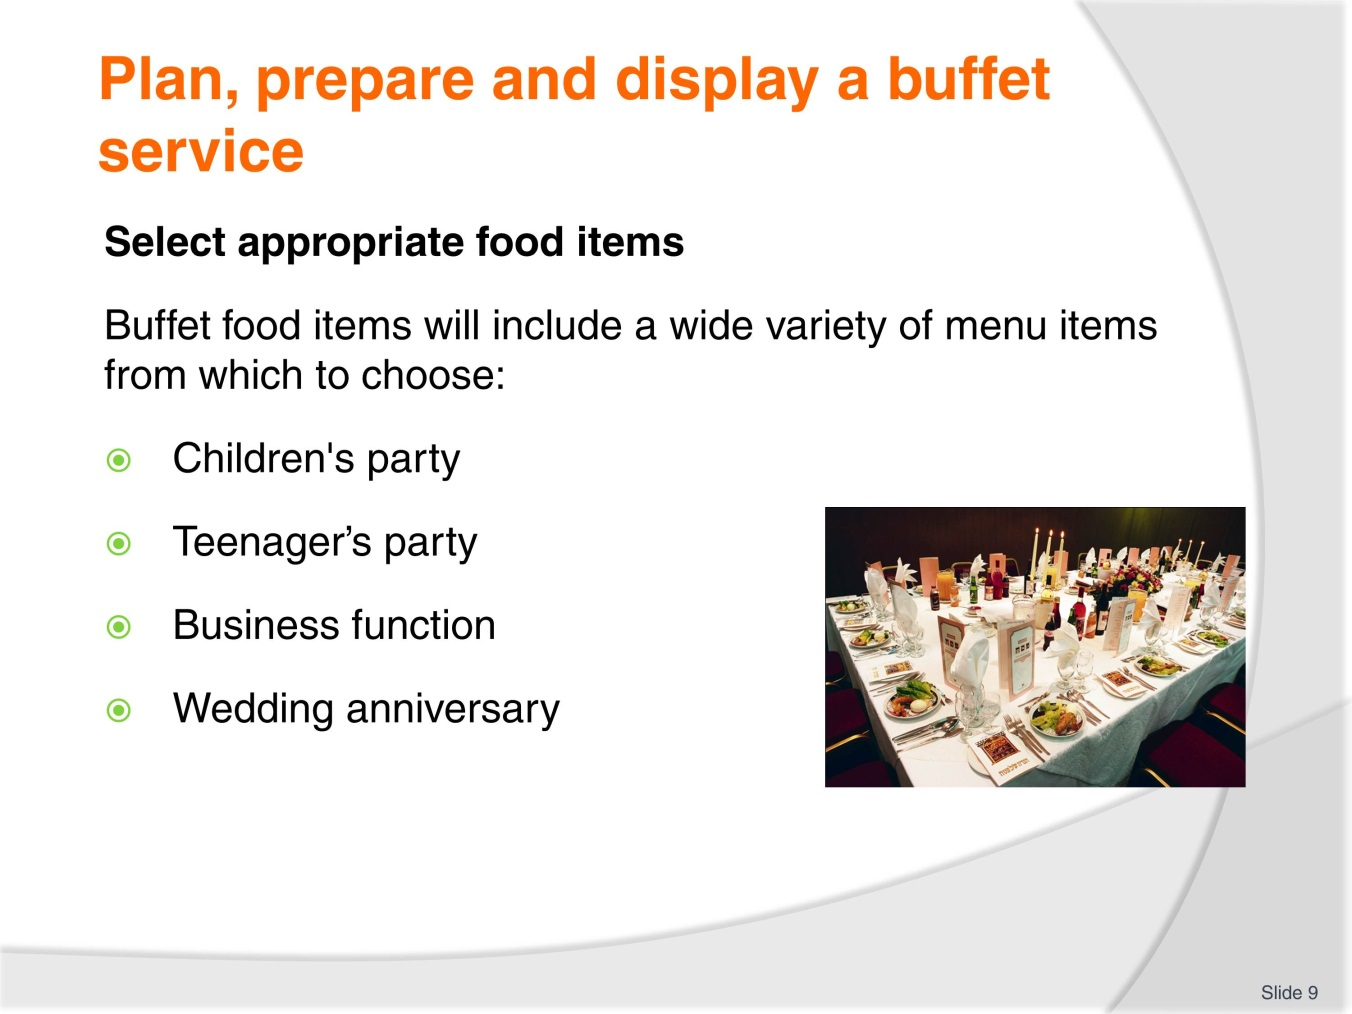 Plan, prepare and display a buffet
service
Select appropriate food items
Buffet food items will include a wide variety of menu items
from which to choose:
Children's party
Teenager’s party
Business function
Wedding anniversary
Slide 9